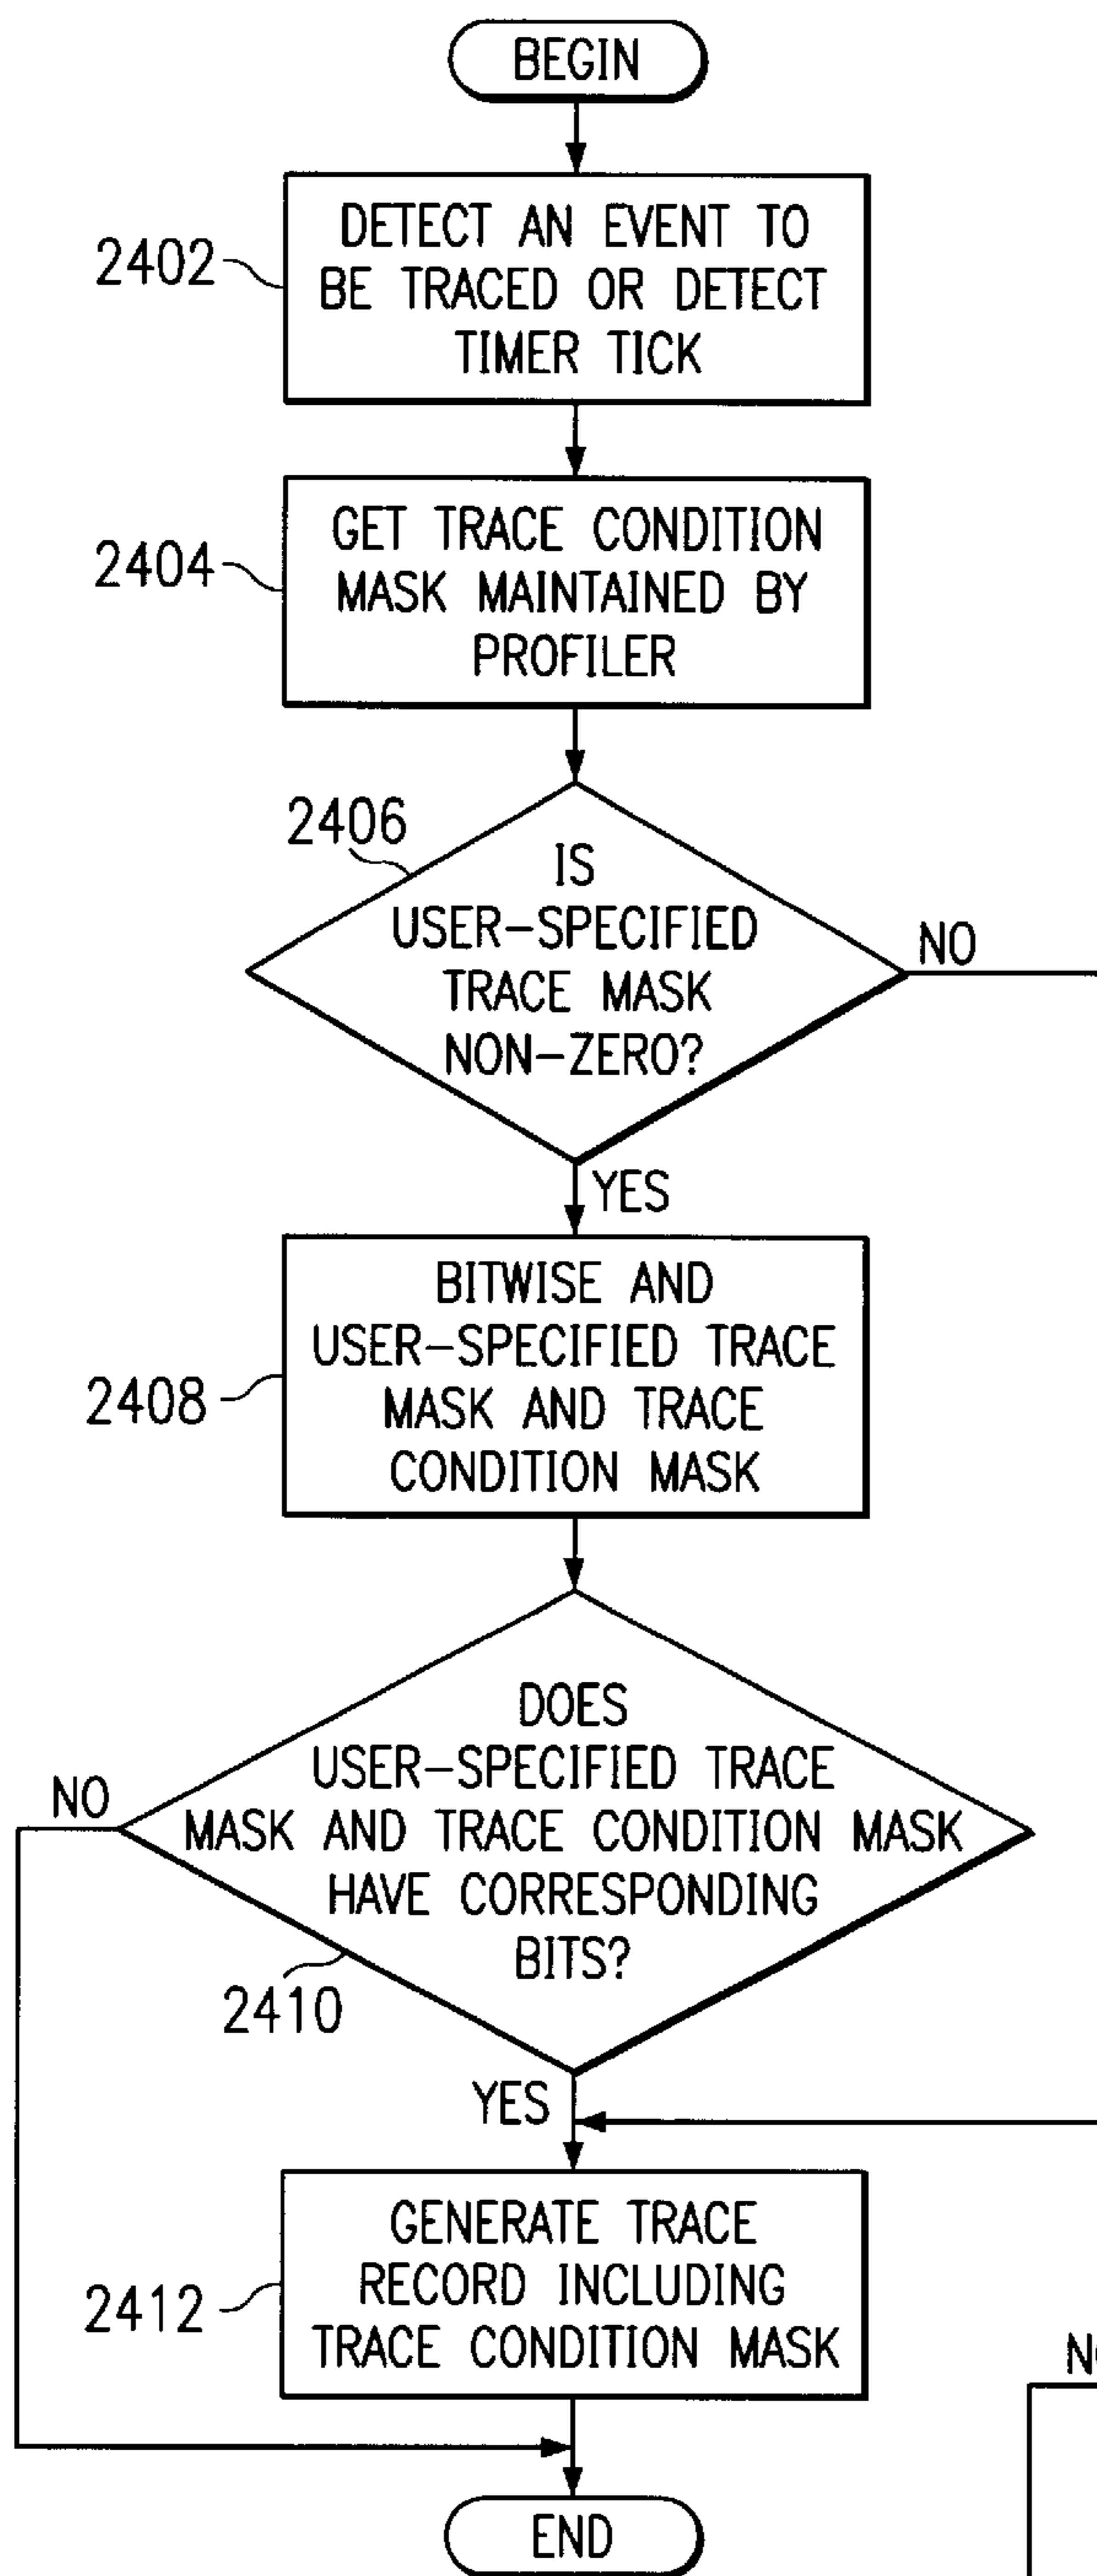 BEGIN
2402
DETECT AN EVENT TO
BE TRACED OR DETECT
TIMER TICK
2404
GET TRACE CONDITION
MASK MAINTAINED BY
PROFILER
2406
IS
USER-SPECIFIED
TRACE MASK
NON-ZERO?
NO
YES
2408
BITWISE AND
USER-SPECIFIED TRACE
MASK AND TRACE
CONDITION MASK
DOES
USER-SPECIFIED TRACE
MASK AND TRACE CONDITION MASK
HAVE CORRESPONDING
BITS?
NO
2410
YES
2412
GENERATE TRACE
RECORD INCLUDING
TRACE CONDITION MASK
END